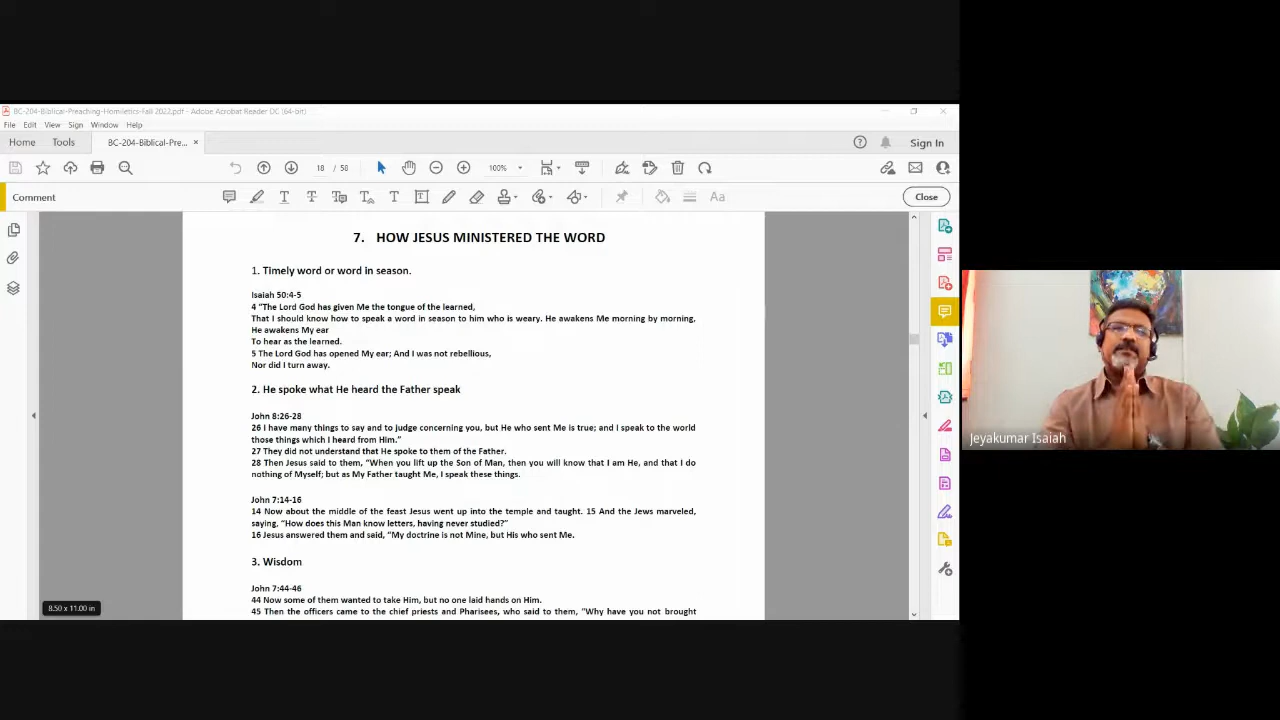 BC-204-Biblical-Preaching-Homiletics-Fall 2022.pdf - Adobe Acrobat Reader DC (64-bit)
File Edit View Sign Window Help
Home Tools BC-204-Biblical-Pre... × Sign In
18 / 58 100%
Comment Close
7. HOW JESUS MINISTERED THE WORD
1. Timely word or word in season.
Isaiah 50:4-5
4 “The Lord God has given Me the tongue of the learned,
That I should know how to speak a word in season to him who is weary. He awakens Me morning by morning,
He awakens My ear
To hear as the learned.
5 The Lord God has opened My ear; And I was not rebellious,
Nor did I turn away.
2. He spoke what He heard the Father speak
John 8:26-28
26 I have many things to say and to judge concerning you, but He who sent Me is true; and I speak to the world
those things which I heard from Him.”
27 They did not understand that He spoke to them of the Father.
28 Then Jesus said to them, “When you lift up the Son of Man, then you will know that I am He, and that I do
nothing of Myself; but as My Father taught Me, I speak these things.
John 7:14-16
14 Now about the middle of the feast Jesus went up into the temple and taught. 15 And the Jews marveled,
saying, “How does this Man know letters, having never studied?”
16 Jesus answered them and said, “My doctrine is not Mine, but His who sent Me.
3. Wisdom
John 7:44-46
44 Now some of them wanted to take Him, but no one laid hands on Him.
45 Then the officers came to the chief priests and Pharisees, who said to them, “Why have you not brought
8.50 x 11.00 in
Jeyakumar Isaiah